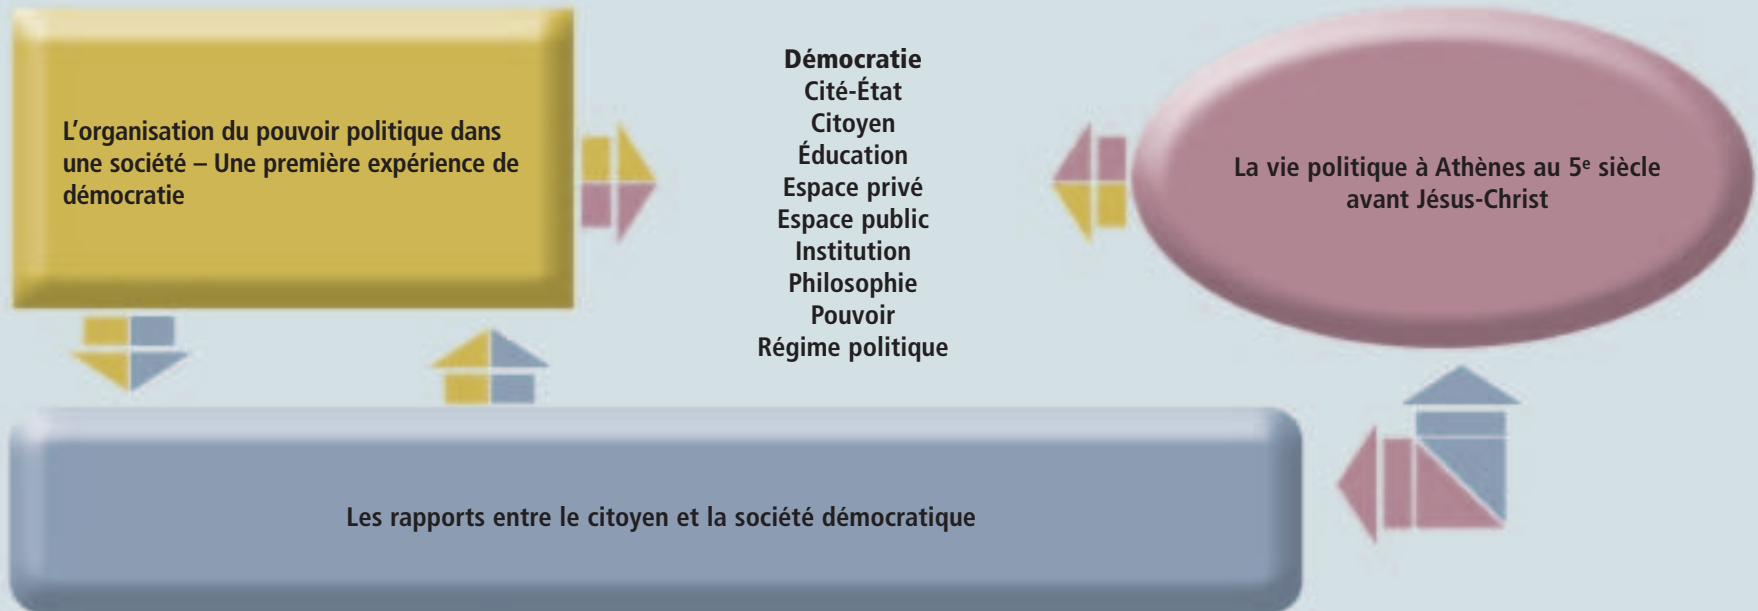 L’organisation du pouvoir politique dans
une société – Une première expérience de
démocratie
Démocratie
Cité-État
Citoyen
Éducation
Espace privé
Espace public
Institution
Philosophie
Pouvoir
Régime politique
La vie politique à Athènes au 5e siècle
avant Jésus-Christ
Les rapports entre le citoyen et la société démocratique